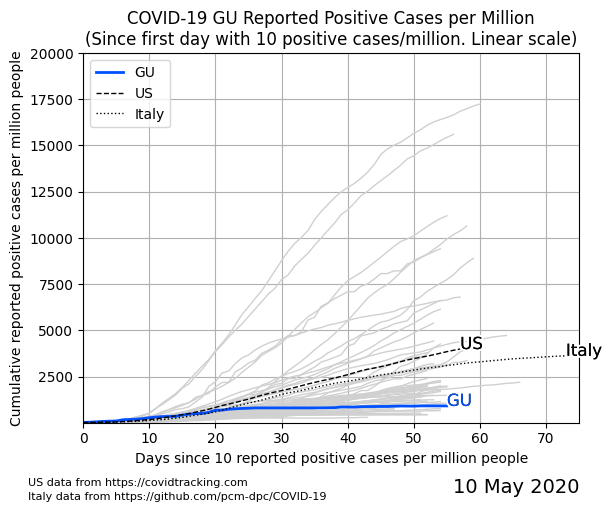 COVID-19 GU Reported Positive Cases per Million
(Since first day with 10 positive cases/million. Linear scale)
Cumulative reported positive cases per million people
20000
17500
15000
12500
10000
7500
5000
2500
GU
US
Italy
US
Italy
GU
0 10 20 30 40 50 60 70
Days since 10 reported positive cases per million people
US data from https://covidtracking.com
Italy data from https://github.com/pcm-dpc/COVID-19
10 May 2020